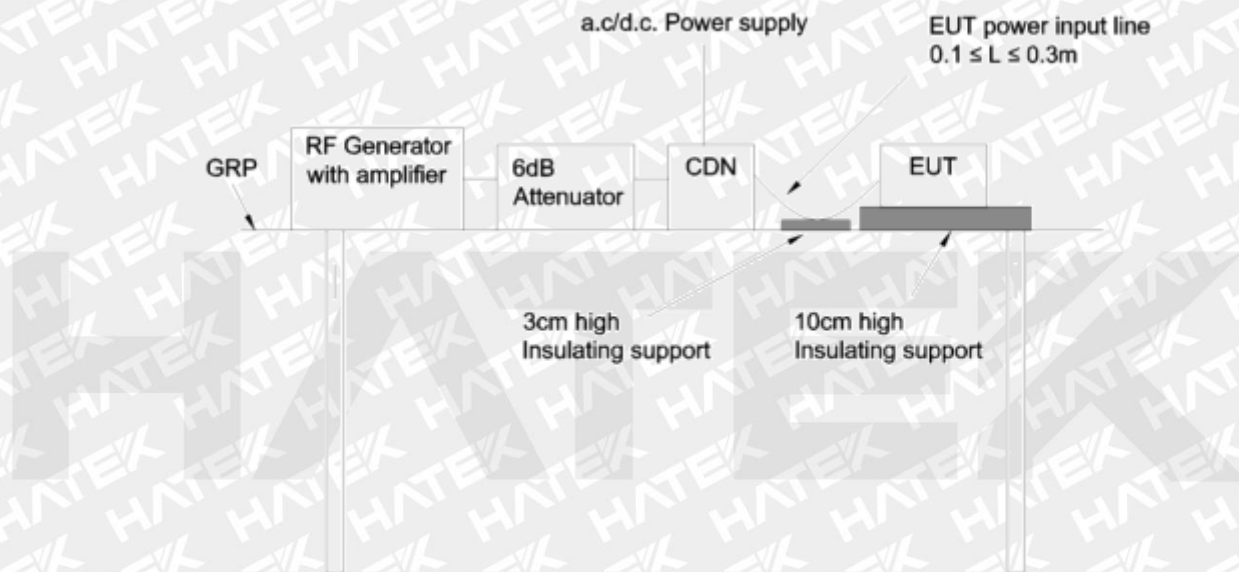 a.c/d.c. Power supply
EUT power input line
0.1 ≤ L ≤ 0.3m
GRP
RF Generator
with amplifier
6dB
Attenuator
CDN
EUT
3cm high
Insulating support
10cm high
Insulating support
HATEK